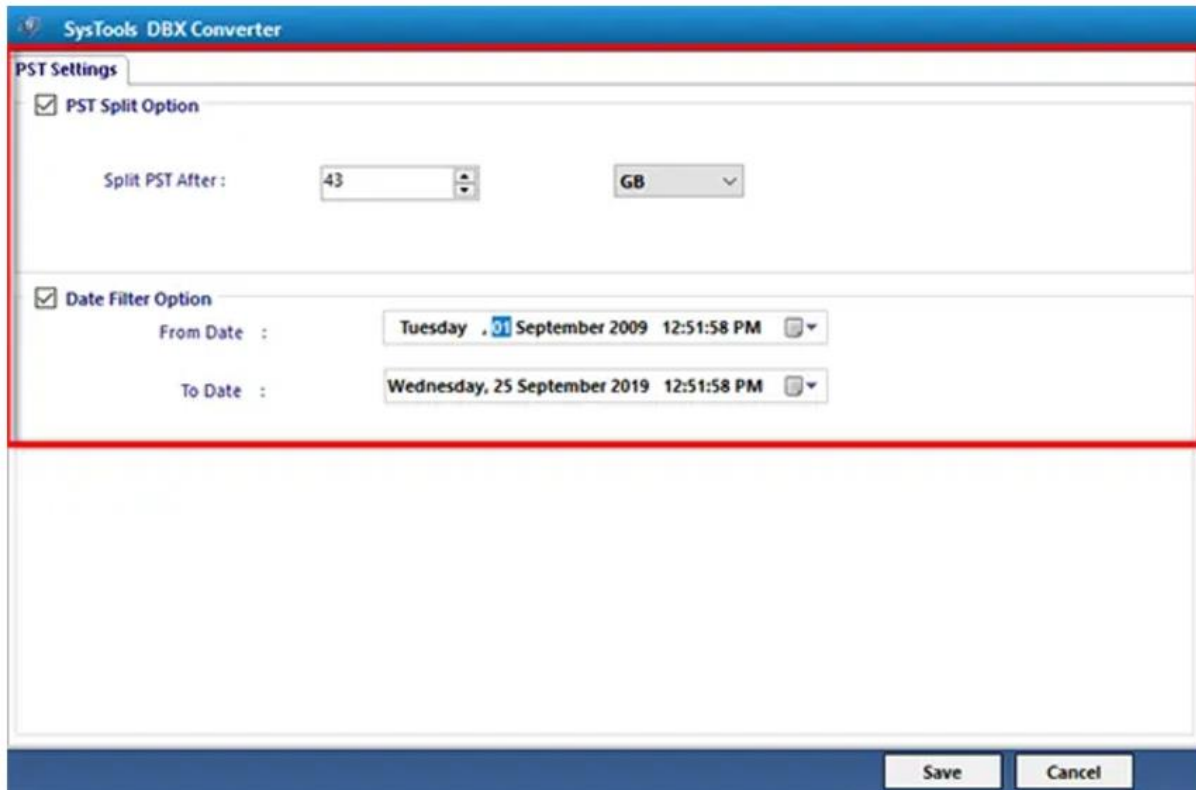 SysTools DBX Converter
PST Settings
PST Split Option
Split PST After : 43 GB
Date Filter Option
From Date : Tuesday , 01 September 2009 12:51:58 PM
To Date : Wednesday, 25 September 2019 12:51:58 PM
Save Cancel